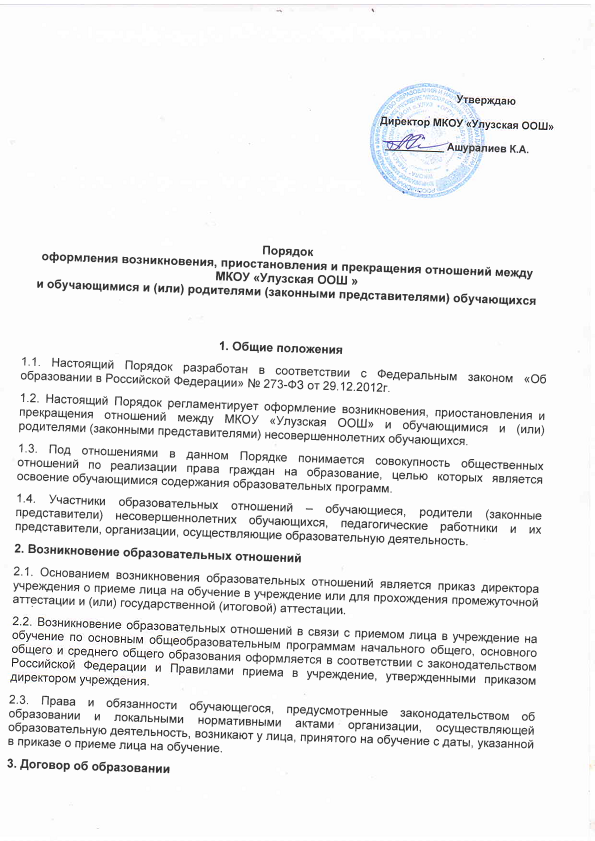 Утверждаю
Директор МКОУ «Улузская ООШ»
Ашуралиев К.А.
Порядок
оформления возникновения, приостановления и прекращения отношений между
МКОУ «Улузская ООШ »
и обучающимися и (или) родителями (законными представителями) обучающихся
1. Общие положения
1.1. Настоящий Порядок разработан в соответствии с Федеральным законом «Об
образовании в Российской Федерации» № 273-ФЗ от 29.12.2012г.
1.2. Настоящий Порядок регламентирует оформление возникновения, приостановления и
прекращения отношений между МКОУ «Улузская ООШ» и обучающимися и (или)
родителями (законными представителями) несовершеннолетних обучающихся.
1.3. Под отношениями в данном Порядке понимается совокупность общественных
отношений по реализации права граждан на образование, целью которых является
освоение обучающимися содержания образовательных программ.
1.4. Участники образовательных отношений – обучающиеся, родители (законные
представители) несовершеннолетних обучающихся, педагогические работники и их
представители, организации, осуществляющие образовательную деятельность.
2. Возникновение образовательных отношений
2.1. Основанием возникновения образовательных отношений является приказ директора
учреждения о приеме лица на обучение в учреждение или для прохождения промежуточной
аттестации и (или) государственной (итоговой) аттестации.
2.2. Возникновение образовательных отношений в связи с приемом лица в учреждение на
обучение по основным общеобразовательным программам начального общего, основного
общего и среднего общего образования оформляется в соответствии с законодательством
Российской Федерации и Правилами приема в учреждение, утвержденными приказом
директором учреждения.
2.3. Права и обязанности обучающегося, предусмотренные законодательством об
образовании и локальными нормативными актами организации, осуществляющей
образовательную деятельность, возникают у лица, принятого на обучение с даты, указанной
в приказе о приеме лица на обучение.
3. Договор об образовании